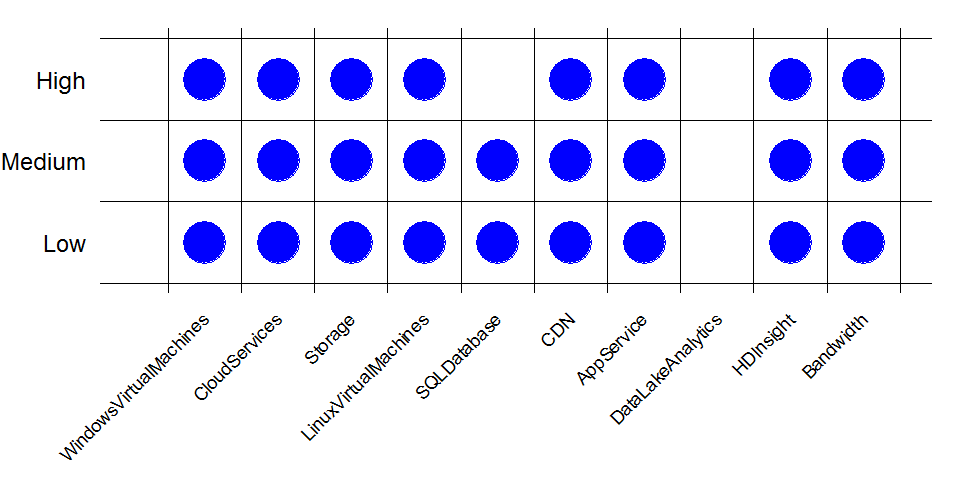 High
Medium
Low
WindowsVirtualMachines
CloudServices
Storage
LinuxVirtualMachines
SQLDatabase
CDN
AppService
DataLakeAnalytics
HDInsight
Bandwidth